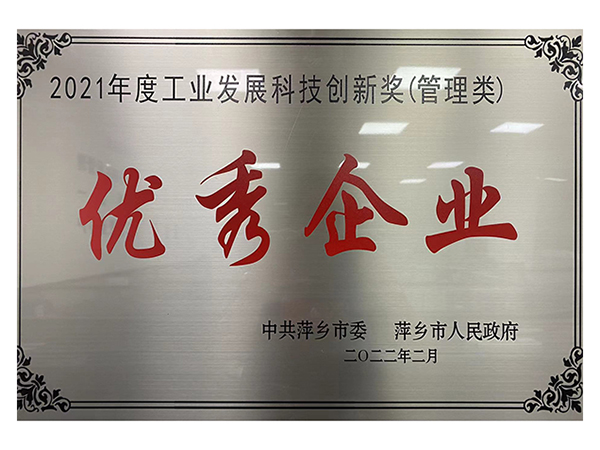 2021年度工业发展科技创新奖(管理类)
优秀企业
中共萍乡市委 萍乡市人民政府
二〇二二年二月